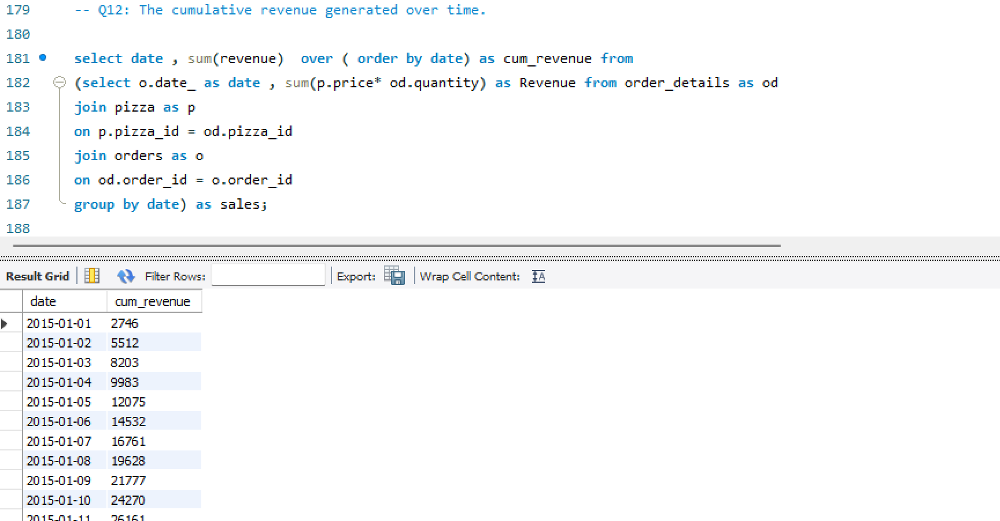 179 -- Q12: The cumulative revenue generated over time.
180
181 select date , sum(revenue)  over ( order by date) as cum_revenue from
182 (select o.date_ as date , sum(p.price* od.quantity) as Revenue from order_details as od
183 join pizza as p
184 on p.pizza_id = od.pizza_id
185 join orders as o
186 on od.order_id = o.order_id
187 group by date) as sales;
188
Result Grid Filter Rows: Export: Wrap Cell Content: IA
date cum_revenue
2015-01-01 2746
2015-01-02 5512
2015-01-03 8203
2015-01-04 9983
2015-01-05 12075
2015-01-06 14532
2015-01-07 16761
2015-01-08 19628
2015-01-09 21777
2015-01-10 24270
2015-01-11 26161